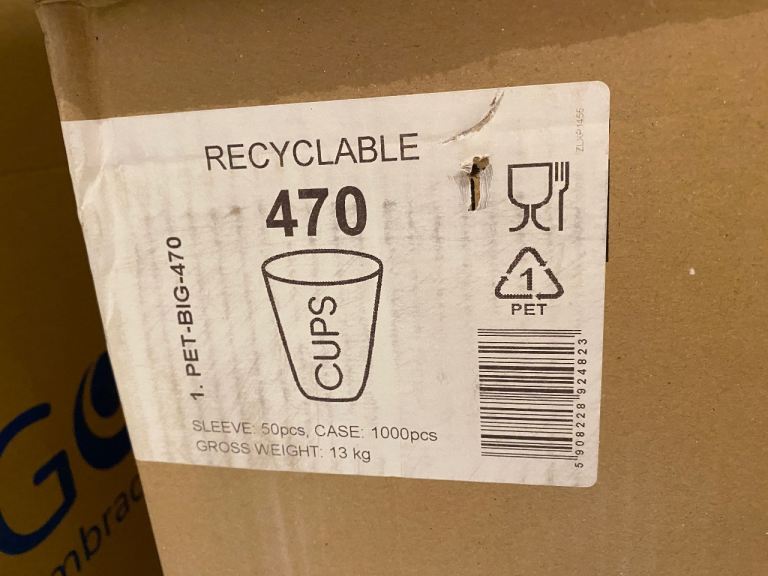 RECYCLABLE
470
CUPS
1. PET-BIG-470
SLEEVE: 50pcs, CASE: 1000pcs
GROSS WEIGHT: 13 kg
1
PET
5 908228 924823